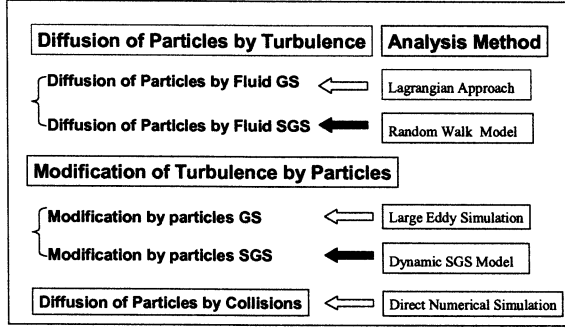 Diffusion of Particles by Turbulence Analysis Method
Diffusion of Particles by Fluid GS Lagrangian Approach
Diffusion of Particles by Fluid SGS Random Walk Model
Modification of Turbulence by Particles
Modification by particles GS Large Eddy Simulation
Modification by particles SGS Dynamic SGS Model
Diffusion of Particles by Collisions Direct Numerical Simulation